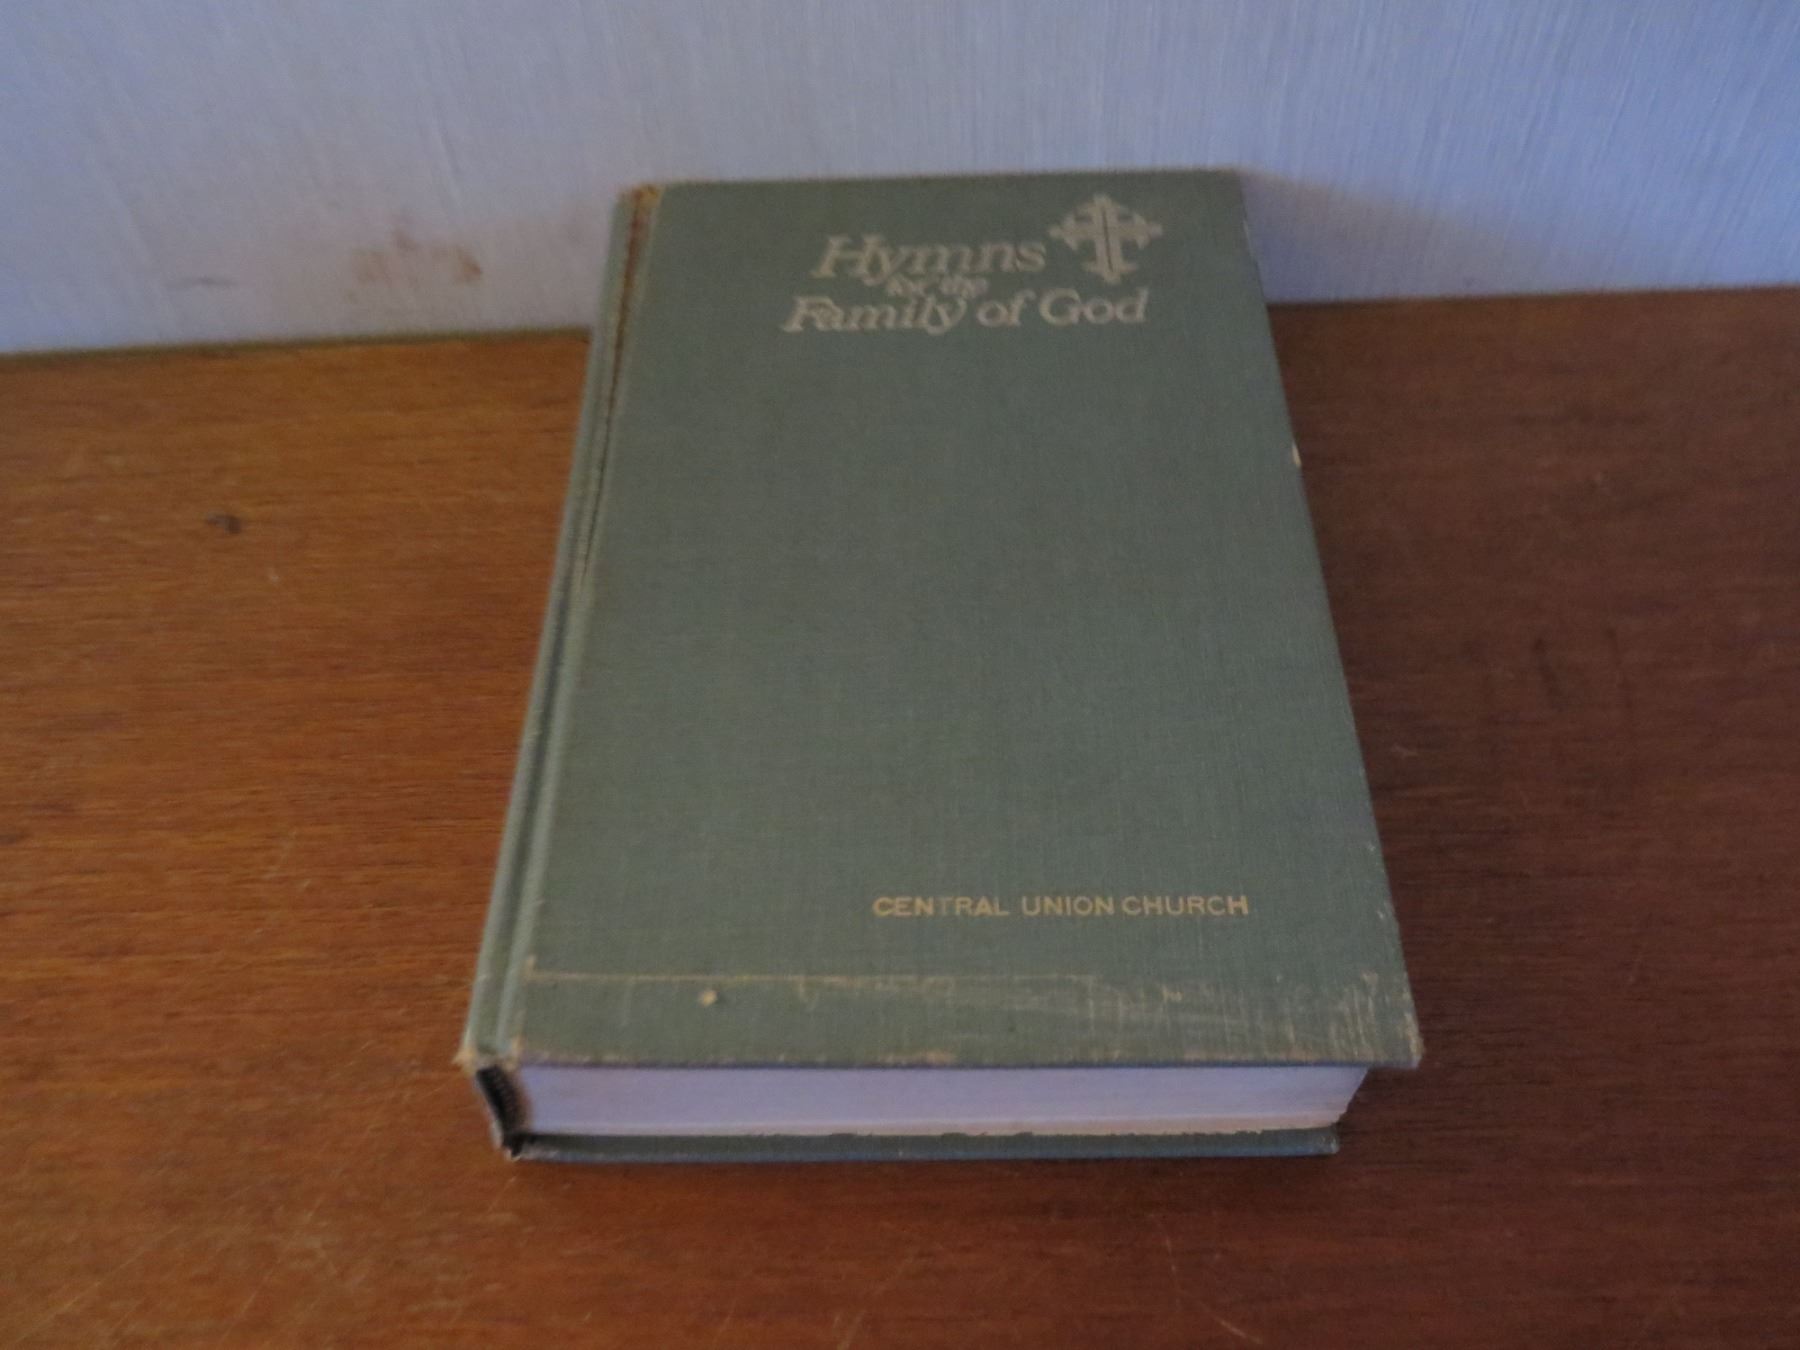 Hymns
for the
Family of God
CENTRAL UNION CHURCH